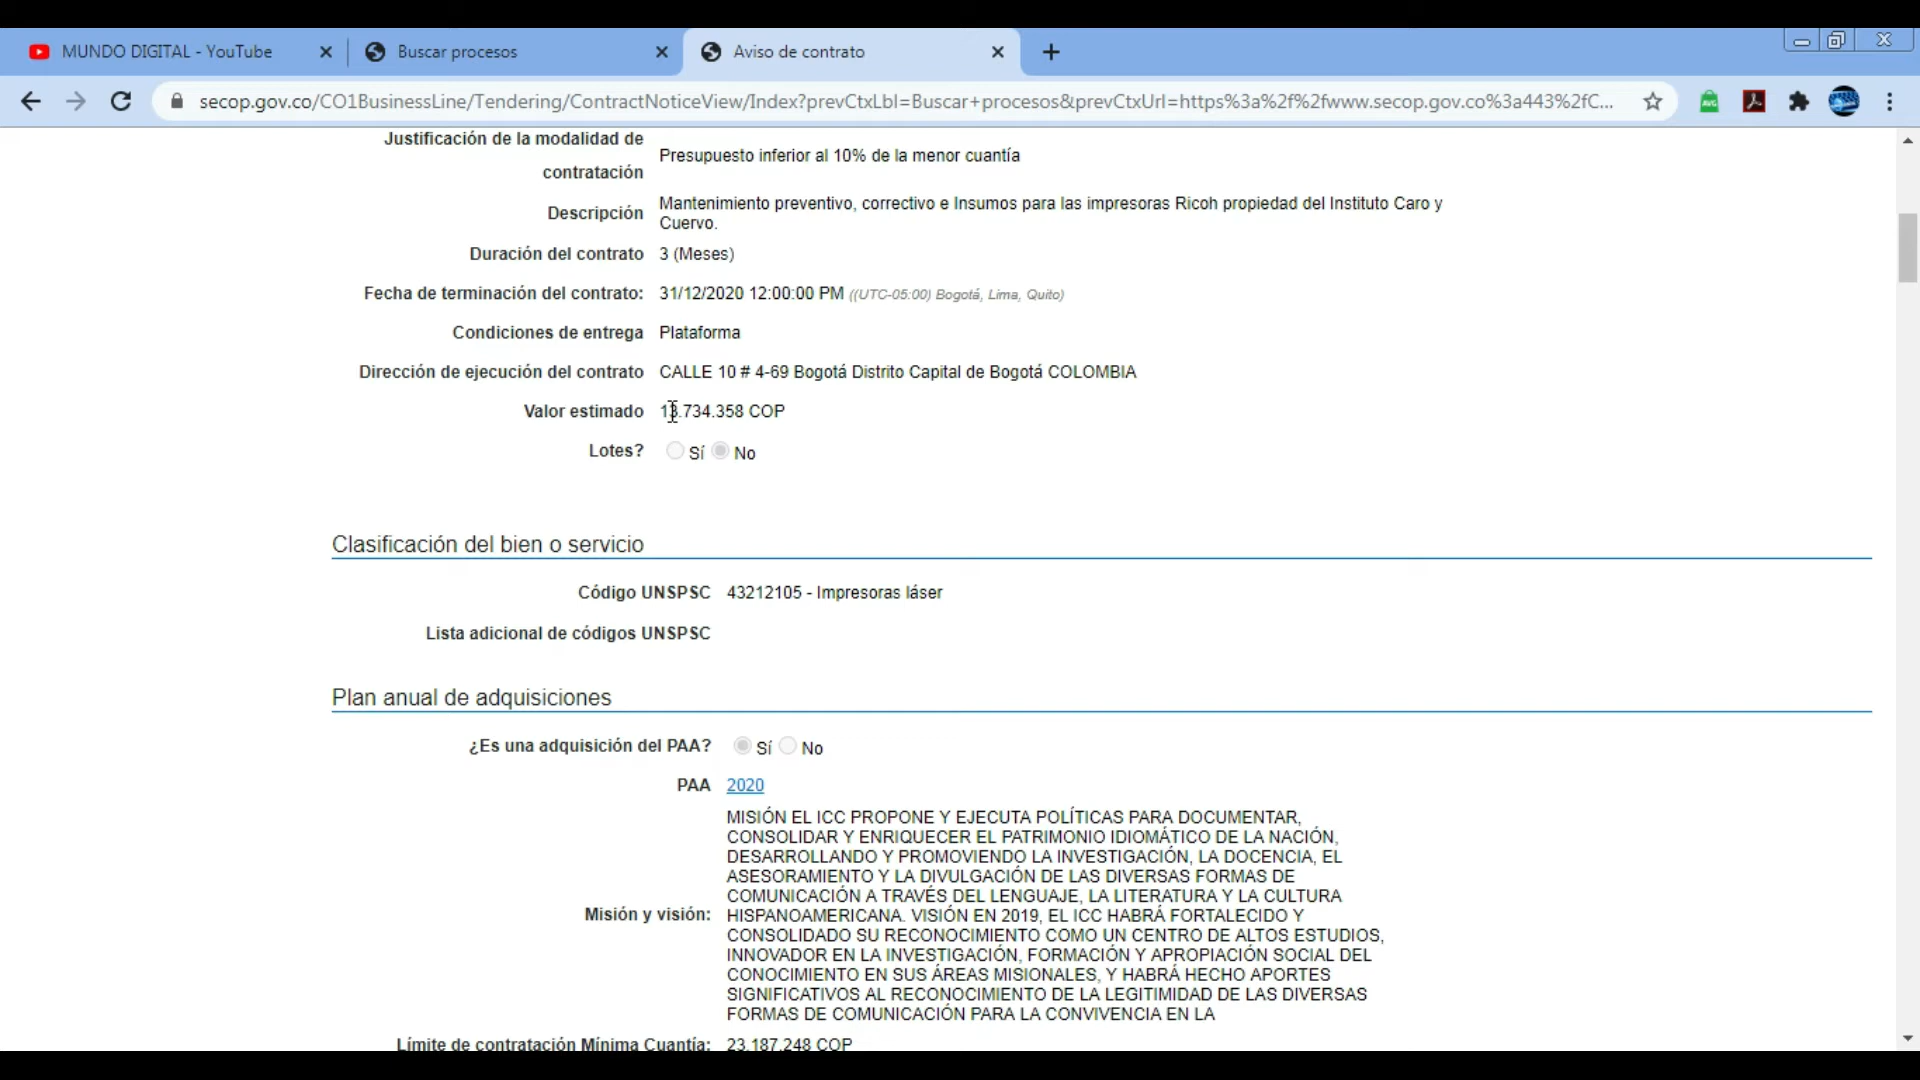 MUNDO DIGITAL - YouTube
Buscar procesos
Aviso de contrato
secop.gov.co/CO1BusinessLine/Tendering/ContractNoticeView/Index?prevCtxLbl=Buscar+procesos&prevCtxUrl=https%3a%2f%2fwww.secop.gov.co%3a443%2fC...
Justificación de la modalidad de
contratación
Presupuesto inferior al 10% de la menor cuantía
Descripción
Mantenimiento preventivo, correctivo e Insumos para las impresoras Ricoh propiedad del Instituto Caro y
Cuervo.
Duración del contrato 3 (Meses)
Fecha de terminación del contrato: 31/12/2020 12:00:00 PM ((UTC-05:00) Bogotá, Lima, Quito)
Condiciones de entrega Plataforma
Dirección de ejecución del contrato CALLE 10 # 4-69 Bogotá Distrito Capital de Bogotá COLOMBIA
Valor estimado 13.734.358 COP
Lotes? Sí No
Clasificación del bien o servicio
Código UNSPSC 43212105 - Impresoras láser
Lista adicional de códigos UNSPSC
Plan anual de adquisiciones
¿Es una adquisición del PAA? Sí No
PAA 2020
Misión y visión:
MISIÓN EL ICC PROPONE Y EJECUTA POLÍTICAS PARA DOCUMENTAR,
CONSOLIDAR Y ENRIQUECER EL PATRIMONIO IDIOMÁTICO DE LA NACIÓN,
DESARROLLANDO Y PROMOVIENDO LA INVESTIGACIÓN, LA DOCENCIA, EL
ASESORAMIENTO Y LA DIVULGACIÓN DE LAS DIVERSAS FORMAS DE
COMUNICACIÓN A TRAVÉS DEL LENGUAJE, LA LITERATURA Y LA CULTURA
HISPANOAMERICANA. VISIÓN EN 2019, EL ICC HABRÁ FORTALECIDO Y
CONSOLIDADO SU RECONOCIMIENTO COMO UN CENTRO DE ALTOS ESTUDIOS,
INNOVADOR EN LA INVESTIGACIÓN, FORMACIÓN Y APROPIACIÓN SOCIAL DEL
CONOCIMIENTO EN SUS ÁREAS MISIONALES, Y HABRÁ HECHO APORTES
SIGNIFICATIVOS AL RECONOCIMIENTO DE LA LEGITIMIDAD DE LAS DIVERSAS
FORMAS DE COMUNICACIÓN PARA LA CONVIVENCIA EN LA
Límite de contratación Mínima Cuantía: 23.187.248 COP